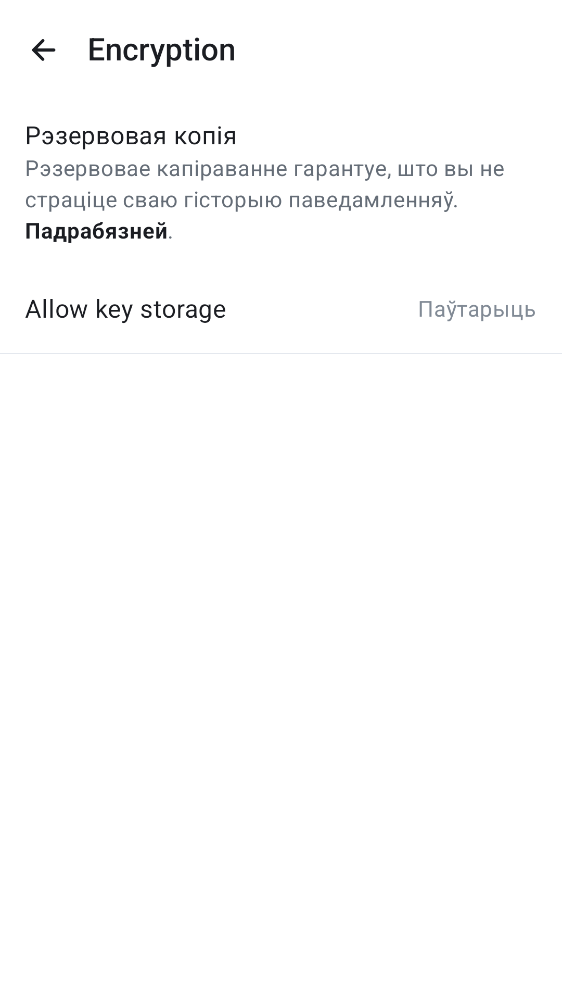 Encryption
Рэзервовая копія
Рэзервовае капіраванне гарантуе, што вы не
страціце сваю гісторыю паведамленняў.
Падрабязней.
Allow key storage
Паўтарыць